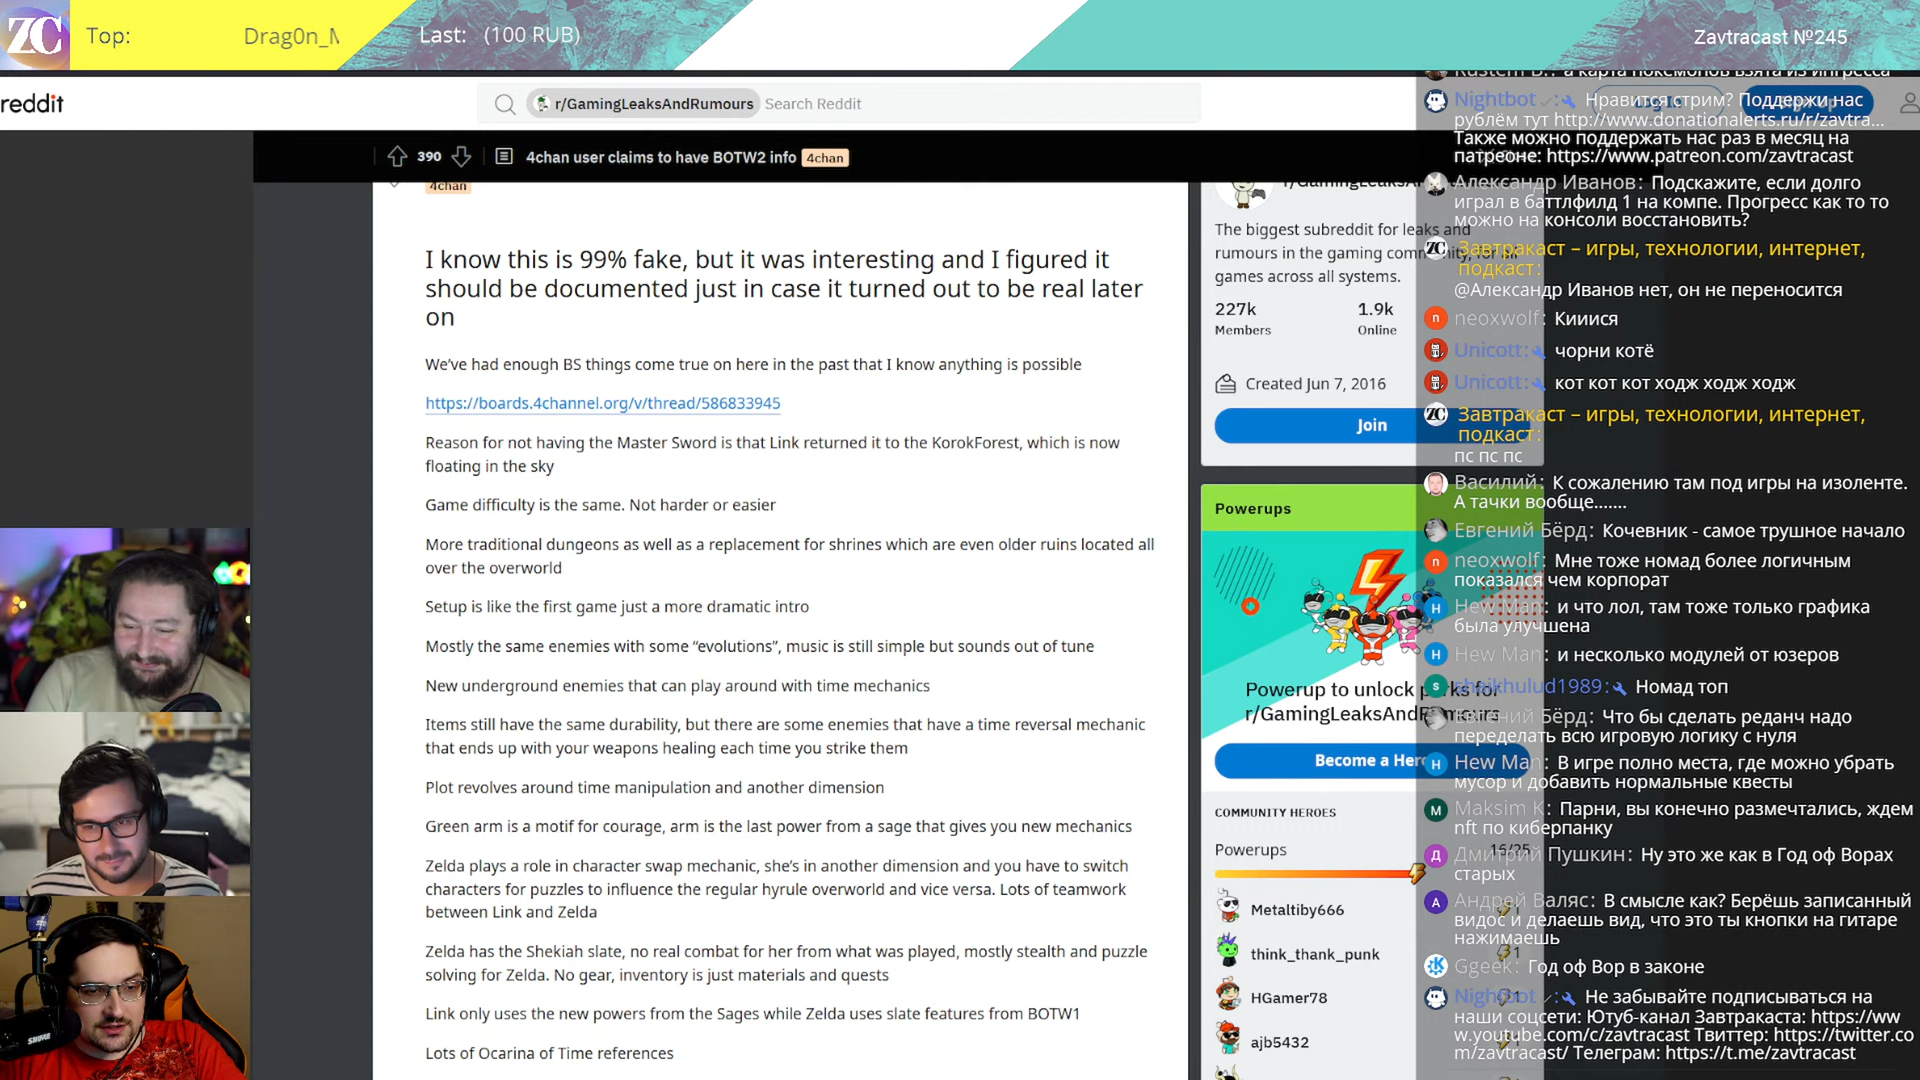 ZC
Top:
Drag0n_M
Last: (100 RUB)
Zavtracast №245
reddit
r/GamingLeaksAndRumours Search Reddit
390
4chan user claims to have BOTW2 info 4chan
4chan
I know this is 99% fake, but it was interesting and I figured it
should be documented just in case it turned out to be real later
on
We've had enough BS things come true on here in the past that I know anything is possible
https://boards.4channel.org/v/thread/586833945
Reason for not having the Master Sword is that Link returned it to the KorokForest, which is now
floating in the sky
Game difficulty is the same. Not harder or easier
More traditional dungeons as well as a replacement for shrines which are even older ruins located all
over the overworld
Setup is like the first game just a more dramatic intro
Mostly the same enemies with some “evolutions”, music is still simple but sounds out of tune
New underground enemies that can play around with time mechanics
Items still have the same durability, but there are some enemies that have a time reversal mechanic
that ends up with your weapons healing each time you strike them
Plot revolves around time manipulation and another dimension
Green arm is a motif for courage, arm is the last power from a sage that gives you new mechanics
Zelda plays a role in character swap mechanic, she's in another dimension and you have to switch
characters for puzzles to influence the regular hyrule overworld and vice versa. Lots of teamwork
between Link and Zelda
Zelda has the Shekiah slate, no real combat for her from what was played, mostly stealth and puzzle
solving for Zelda. No gear, inventory is just materials and quests
Link only uses the new powers from the Sages while Zelda uses slate features from BOTW1
Lots of Ocarina of Time references
The biggest subreddit for leaks and
rumours in the gaming community, for all
games across all systems.
227k
Members
1.9k
Online
Created Jun 7, 2016
Join
Powerups
Powerup to unlock perks for
r/GamingLeaksAndRumours
Become a Hero
COMMUNITY HEROES
Powerups
16/25
Metaltiby666
think_thank_punk
HGamer78
ajb5432
Rustem B.: а карта покемонов взята из ингресса
Nightbot: Нравится стрим? Поддержи нас
рублём тут http://www.donationalerts.ru/r/zavtra...
Также можно поддержать нас раз в месяц на
патреоне: https://www.patreon.com/zavtracast
Александр Иванов: Подскажите, если долго
играл в баттлфилд 1 на компе. Прогресс как то то
можно на консоли восстановить?
Завтракаст – игры, технологии, интернет,
подкаст:
@Александр Иванов нет, он не переносится
neoxwolf: Кииися
Unicott: чорни котё
Unicott: кот кот кот ходж ходж ходж
Завтракаст – игры, технологии, интернет,
подкаст:
пс пс пс
Василий: К сожалению там под игры на изоленте.
А тачки вообще.......
Евгений Бёрд: Кочевник - самое трушное начало
neoxwolf: Мне тоже номад более логичным
показался чем корпорат
Hew Man: и что лол, там тоже только графика
была улучшена
Hew Man: и несколько модулей от юзеров
shaikhulud1989: Номад топ
Евгений Бёрд: Что бы сделать реданч надо
переделать всю игровую логику с нуля
Hew Man: В игре полно места, где можно убрать
мусор и добавить нормальные квесты
Maksim K: Парни, вы конечно размечтались, ждем
nft по киберпанку
Дмитрий Пушкин: Ну это же как в Год оф Ворах
старых
Андрей Валяс: В смысле как? Берёшь записанный
видос и делаешь вид, что это ты кнопки на гитаре
нажимаешь
Ggeek: Год оф Вор в законе
Nightbot: Не забывайте подписываться на
наши соцсети: Ютуб-канал Завтракаста: https://ww
w.youtube.com/c/zavtracast Твиттер: https://twitter.co
m/zavtracast/ Телеграм: https://t.me/zavtracast
SHURE